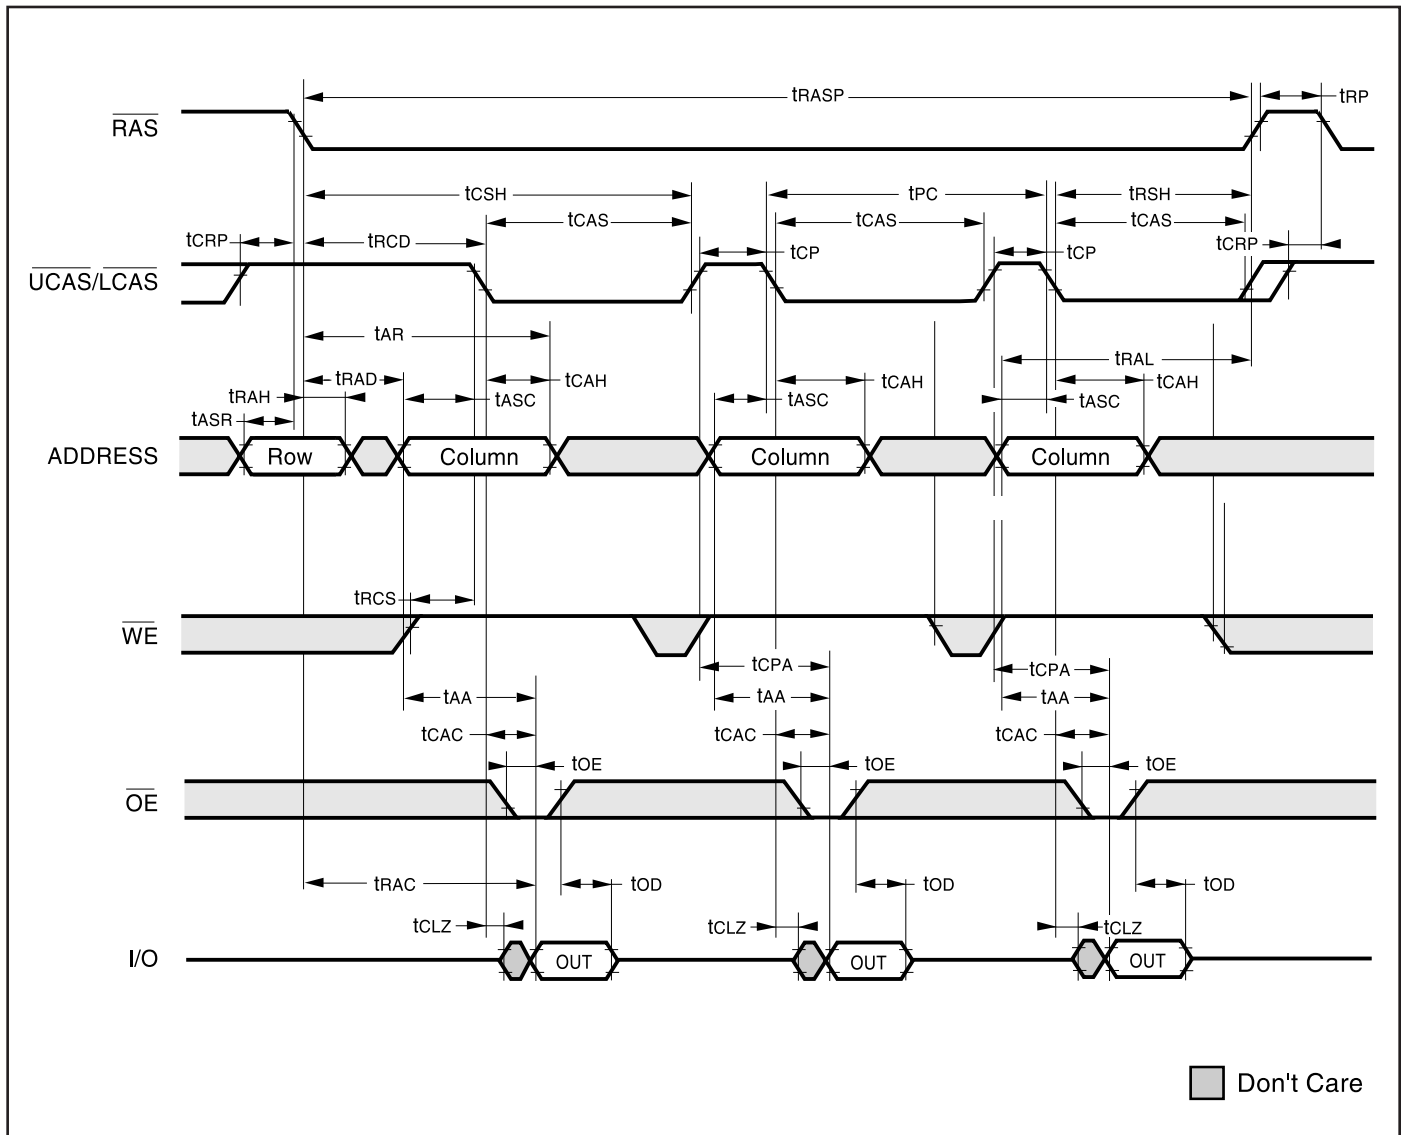 tRASP
tRP
RAS
tCSH
tPC
tRSH
tCAS
tCAS
tCAS
tCRP
tRCD
tCP
tCP
tCRP
UCAS/LCAS
tAR
tRAL
tRAD
tCAH
tCAH
tCAH
tRAH
tASC
tASC
tASC
tASR
ADDRESS
Row
Column
Column
Column
tRCS
WE
tCPA
tCPA
tAA
tAA
tAA
tCAC
tCAC
tCAC
tOE
tOE
tOE
OE
tRAC
tOD
tOD
tOD
tCLZ
tCLZ
tCLZ
I/O
OUT
OUT
OUT
Don't Care